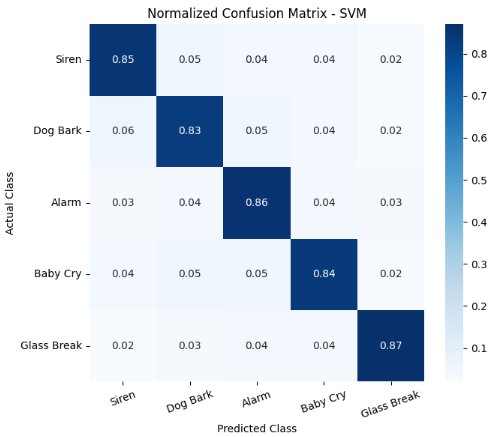 Normalized Confusion Matrix - SVM
Actual Class
Siren 0.85 0.05 0.04 0.04 0.02
Dog Bark 0.06 0.83 0.05 0.04 0.02
Alarm 0.03 0.04 0.86 0.04 0.03
Baby Cry 0.04 0.05 0.05 0.84 0.02
Glass Break 0.02 0.03 0.04 0.04 0.87
Siren Dog Bark Alarm Baby Cry Glass Break
Predicted Class
0.8
0.7
0.6
0.5
0.4
0.3
0.2
0.1